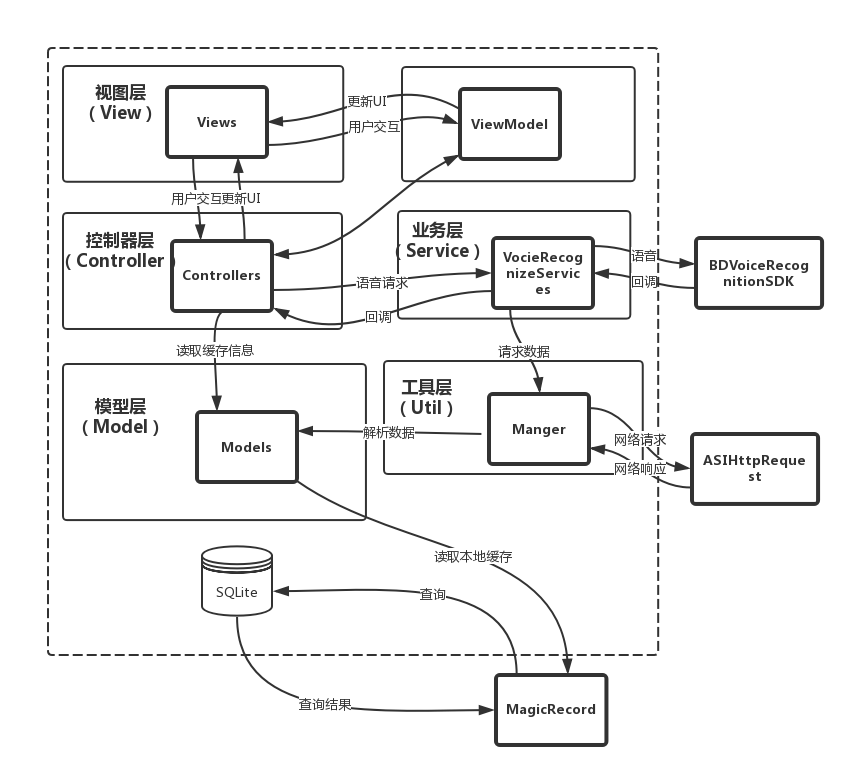 视图层
（View）
Views
更新UI
用户交互
ViewModel
用户交互
更新UI
控制器层
（Controller）
Controllers
语音请求
回调
业务层
（Service）
VocieRecog
nizeServic
es
语音
回调
BDVoiceRecog
nitionSDK
读取缓存信息
请求数据
模型层
（Model）
Models
解析数据
工具层
（Util）
Manger
网络请求
网络响应
ASIHttpReque
st
读取本地缓存
SQLite
查询
查询结果
MagicRecord